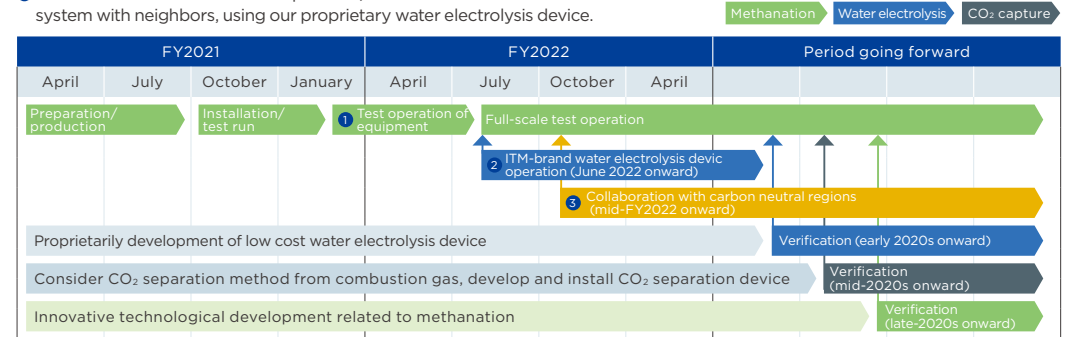 system with neighbors, using our proprietary water electrolysis device.
Methanation
Water electrolysis
CO₂ capture
FY2021
FY2022
Period going forward
April
July
October
January
April
July
October
April
Preparation/
production
Installation/
test run
1 Test operation of
equipment
Full-scale test operation
2 ITM-brand water electrolysis devic
operation (June 2022 onward)
3 Collaboration with carbon neutral regions
(mid-FY2022 onward)
Proprietarily development of low cost water electrolysis device
Verification (early 2020s onward)
Consider CO₂ separation method from combustion gas, develop and install CO₂ separation device
Verification
(mid-2020s onward)
Innovative technological development related to methanation
Verification
(late-2020s onward)